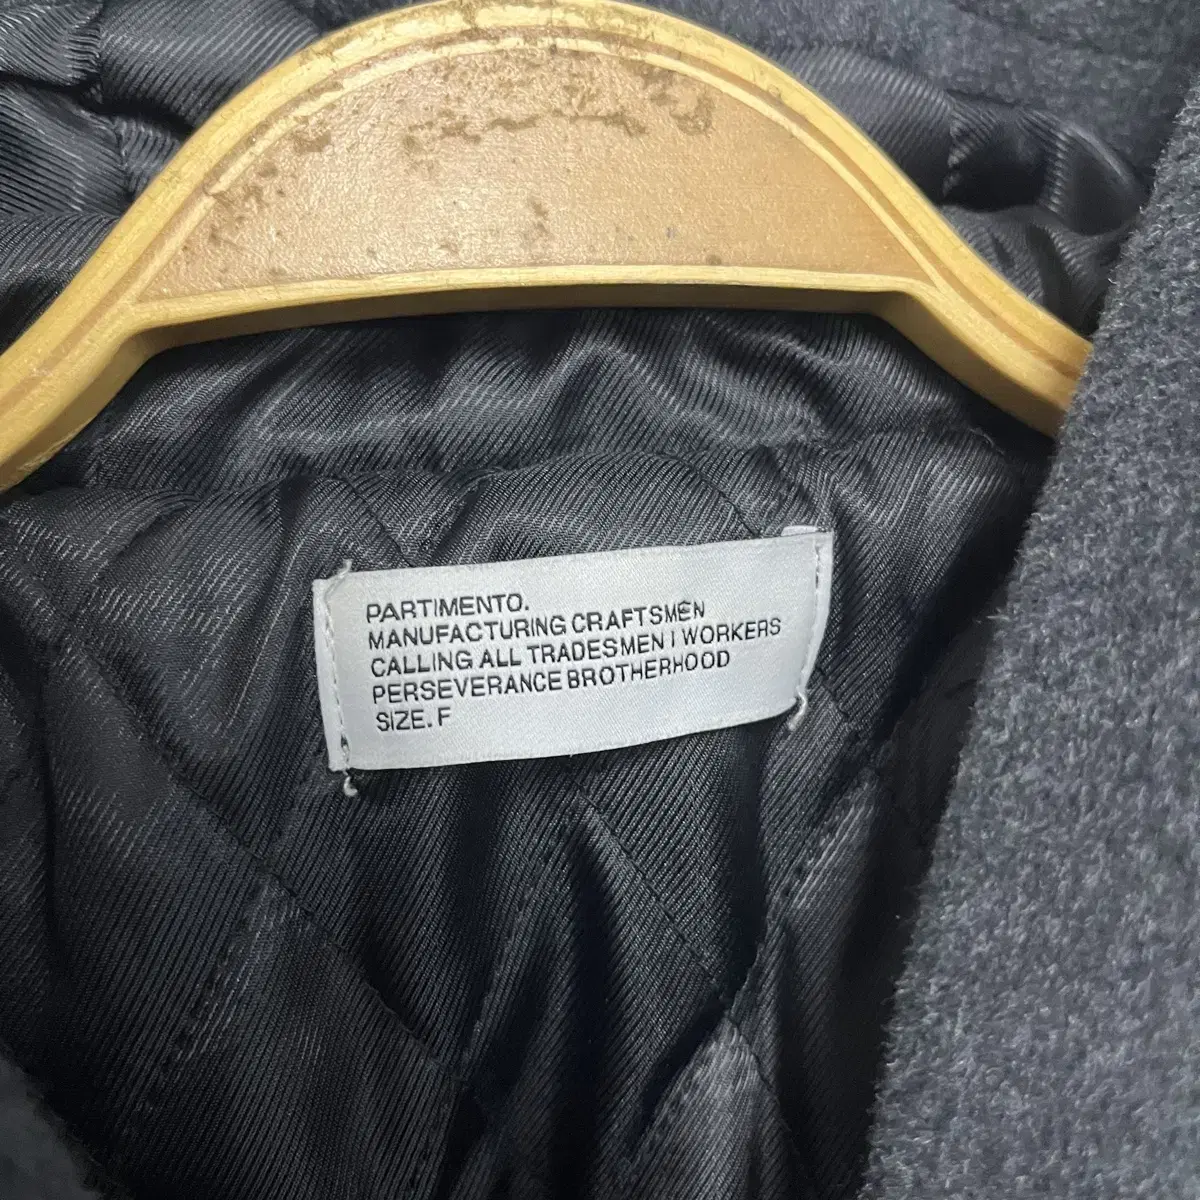 PARTIMENTO.
MANUFACTURING CRAFTSMEN
CALLING ALL TRADESMEN I WORKERS
PERSEVERANCE BROTHERHOOD
SIZE. F